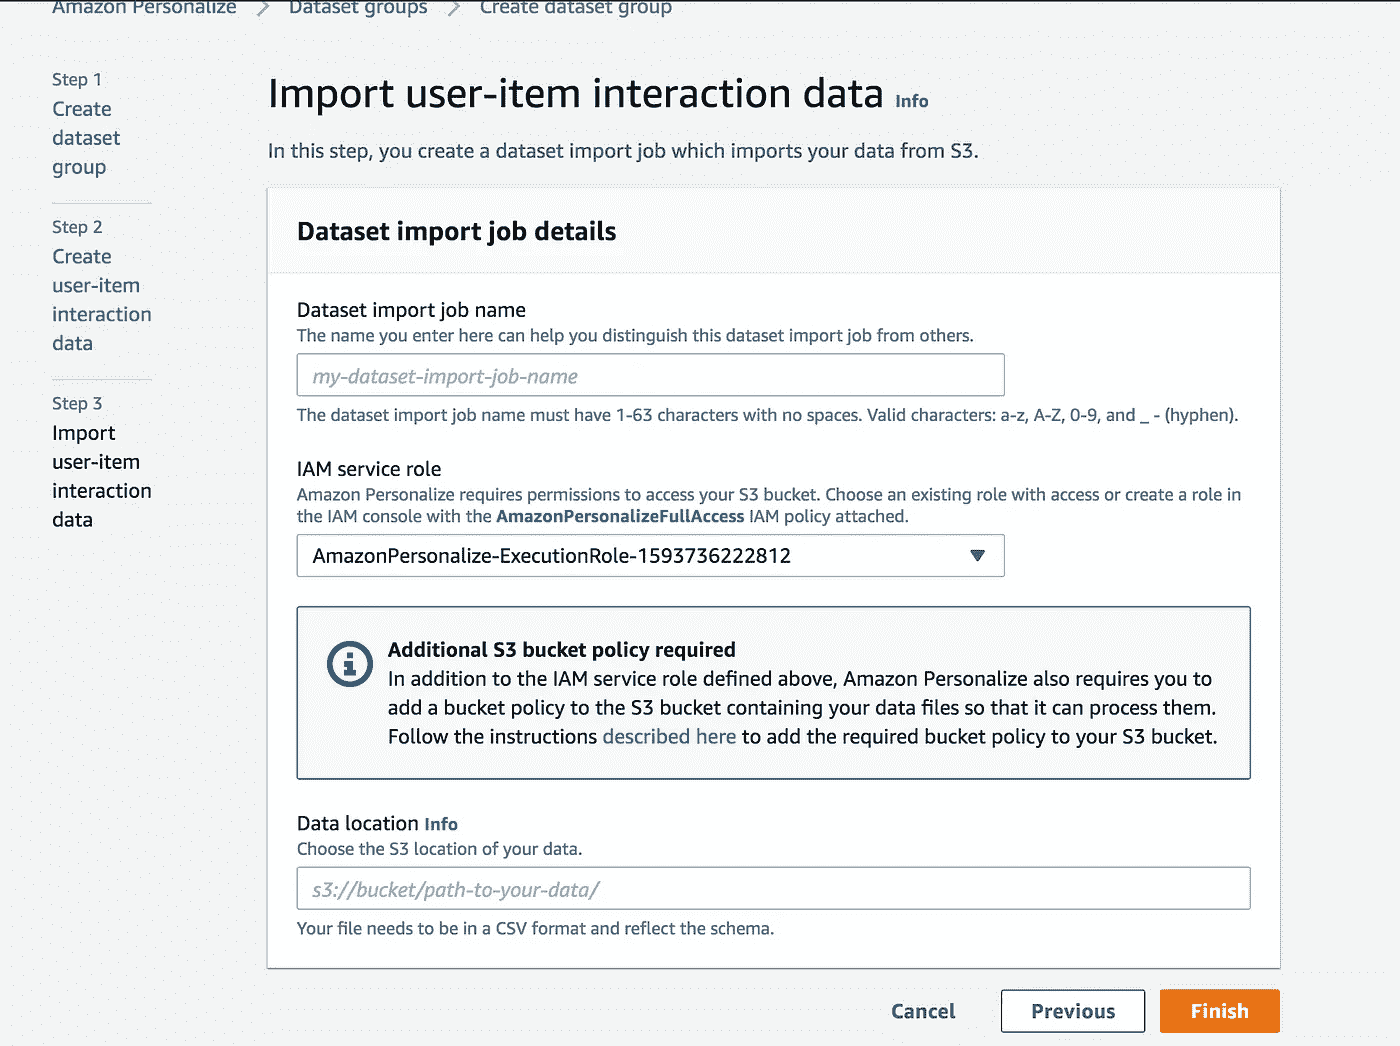 Amazon Personalize > Dataset groups > Create dataset group
Step 1
Create
dataset
group
Step 2
Create
user-item
interaction
data
Step 3
Import
user-item
interaction
data
Import user-item interaction data Info
In this step, you create a dataset import job which imports your data from S3.
Dataset import job details
Dataset import job name
The name you enter here can help you distinguish this dataset import job from others.
my-dataset-import-job-name
The dataset import job name must have 1-63 characters with no spaces. Valid characters: a-z, A-Z, 0-9, and _ - (hyphen).
IAM service role
Amazon Personalize requires permissions to access your S3 bucket. Choose an existing role with access or create a role in
the IAM console with the AmazonPersonalizeFullAccess IAM policy attached.
AmazonPersonalize-ExecutionRole-1593736222812
Additional S3 bucket policy required
In addition to the IAM service role defined above, Amazon Personalize also requires you to
add a bucket policy to the S3 bucket containing your data files so that it can process them.
Follow the instructions described here to add the required bucket policy to your S3 bucket.
Data location Info
Choose the S3 location of your data.
s3://bucket/path-to-your-data/
Your file needs to be in a CSV format and reflect the schema.
Cancel
Previous
Finish